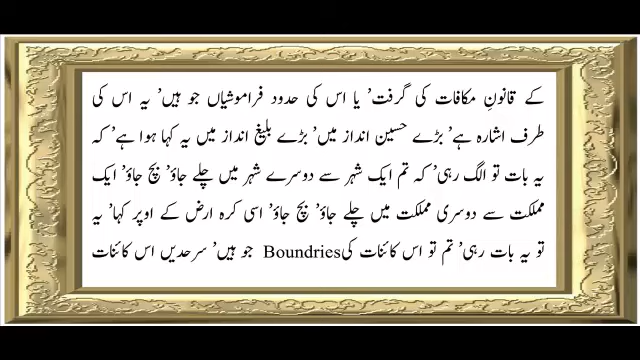 کے قانونِ مکافات کی گرفت’ یا اس کی حدود فراموشیاں جو ہیں’ یہ اس کی
طرف اشارہ ہے’ بڑے حسین انداز میں’ بڑے بلیغ انداز میں یہ کہا ہوا ہے’ کہ
یہ بات تو الگ رہی’ کہ تم ایک شہر سے دوسرے شہر میں چلے جاؤ’ بچ جاؤ’ ایک
مملکت سے دوسری مملکت میں چلے جاؤ’ بچ جاؤ’ اسی کرہ ارض کے اوپر کہا’ یہ
تو یہ بات رہی’ تم تو اس کائنات کی Boundries جو ہیں’ سرحدیں اس کائنات